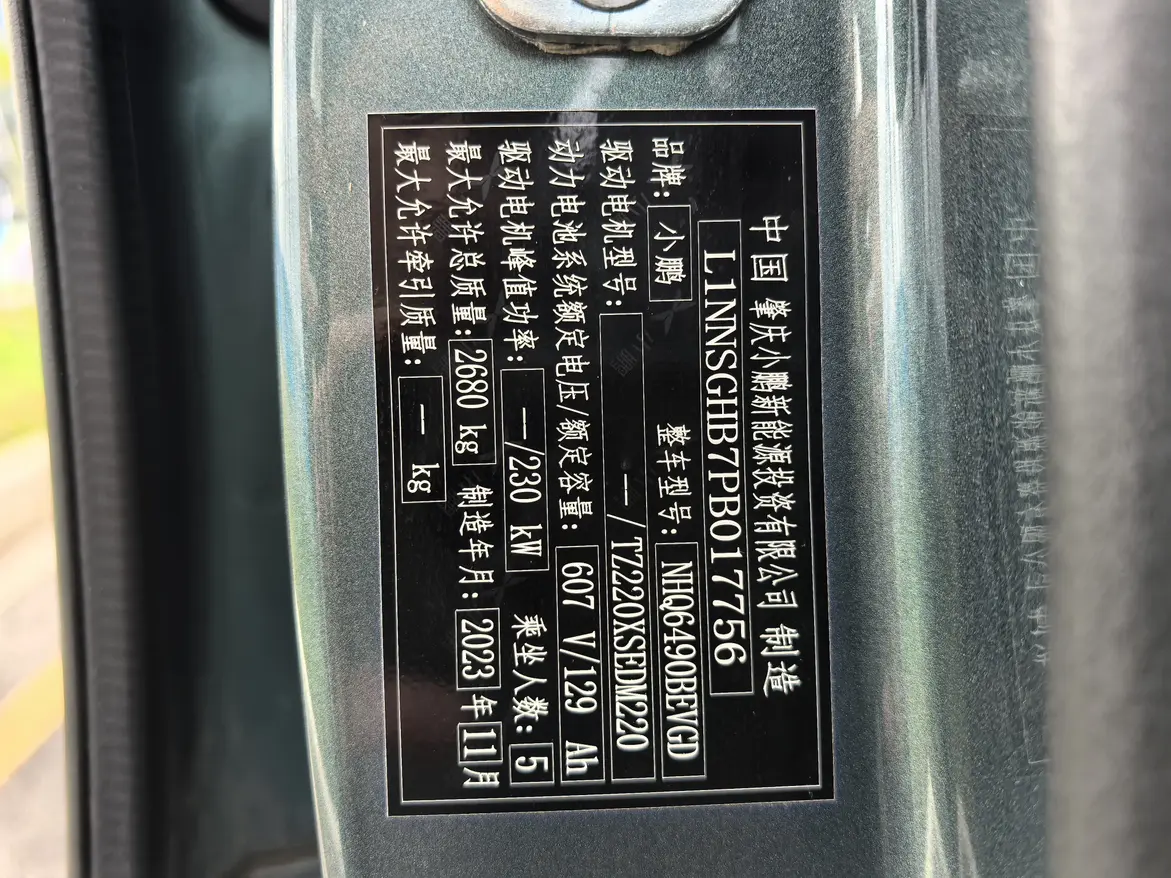 中国 肇庆小鹏新能源投资有限公司 制造
L1NNSGHB7PB017756
品牌: 小鹏 整车型号: NHQ6490BEVGD
驱动电机型号: —/TZ220XSEDM220
动力电池系统额定电压/额定容量: 607 V/129 Ah
驱动电机峰值功率: —/230 kW 乘坐人数: 5
最大允许总质量: 2680 kg 制造年月: 2023 年 11 月
最大允许牵引质量: — kg